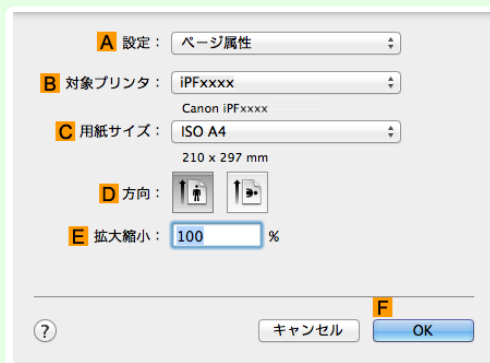 A 設定： ページ属性
B 対象プリンタ： iPFxxxx
Canon iPFxxxx
C 用紙サイズ： ISO A4
210 x 297 mm
D 方向：
E 拡大縮小： 100 %
F
? キャンセル OK